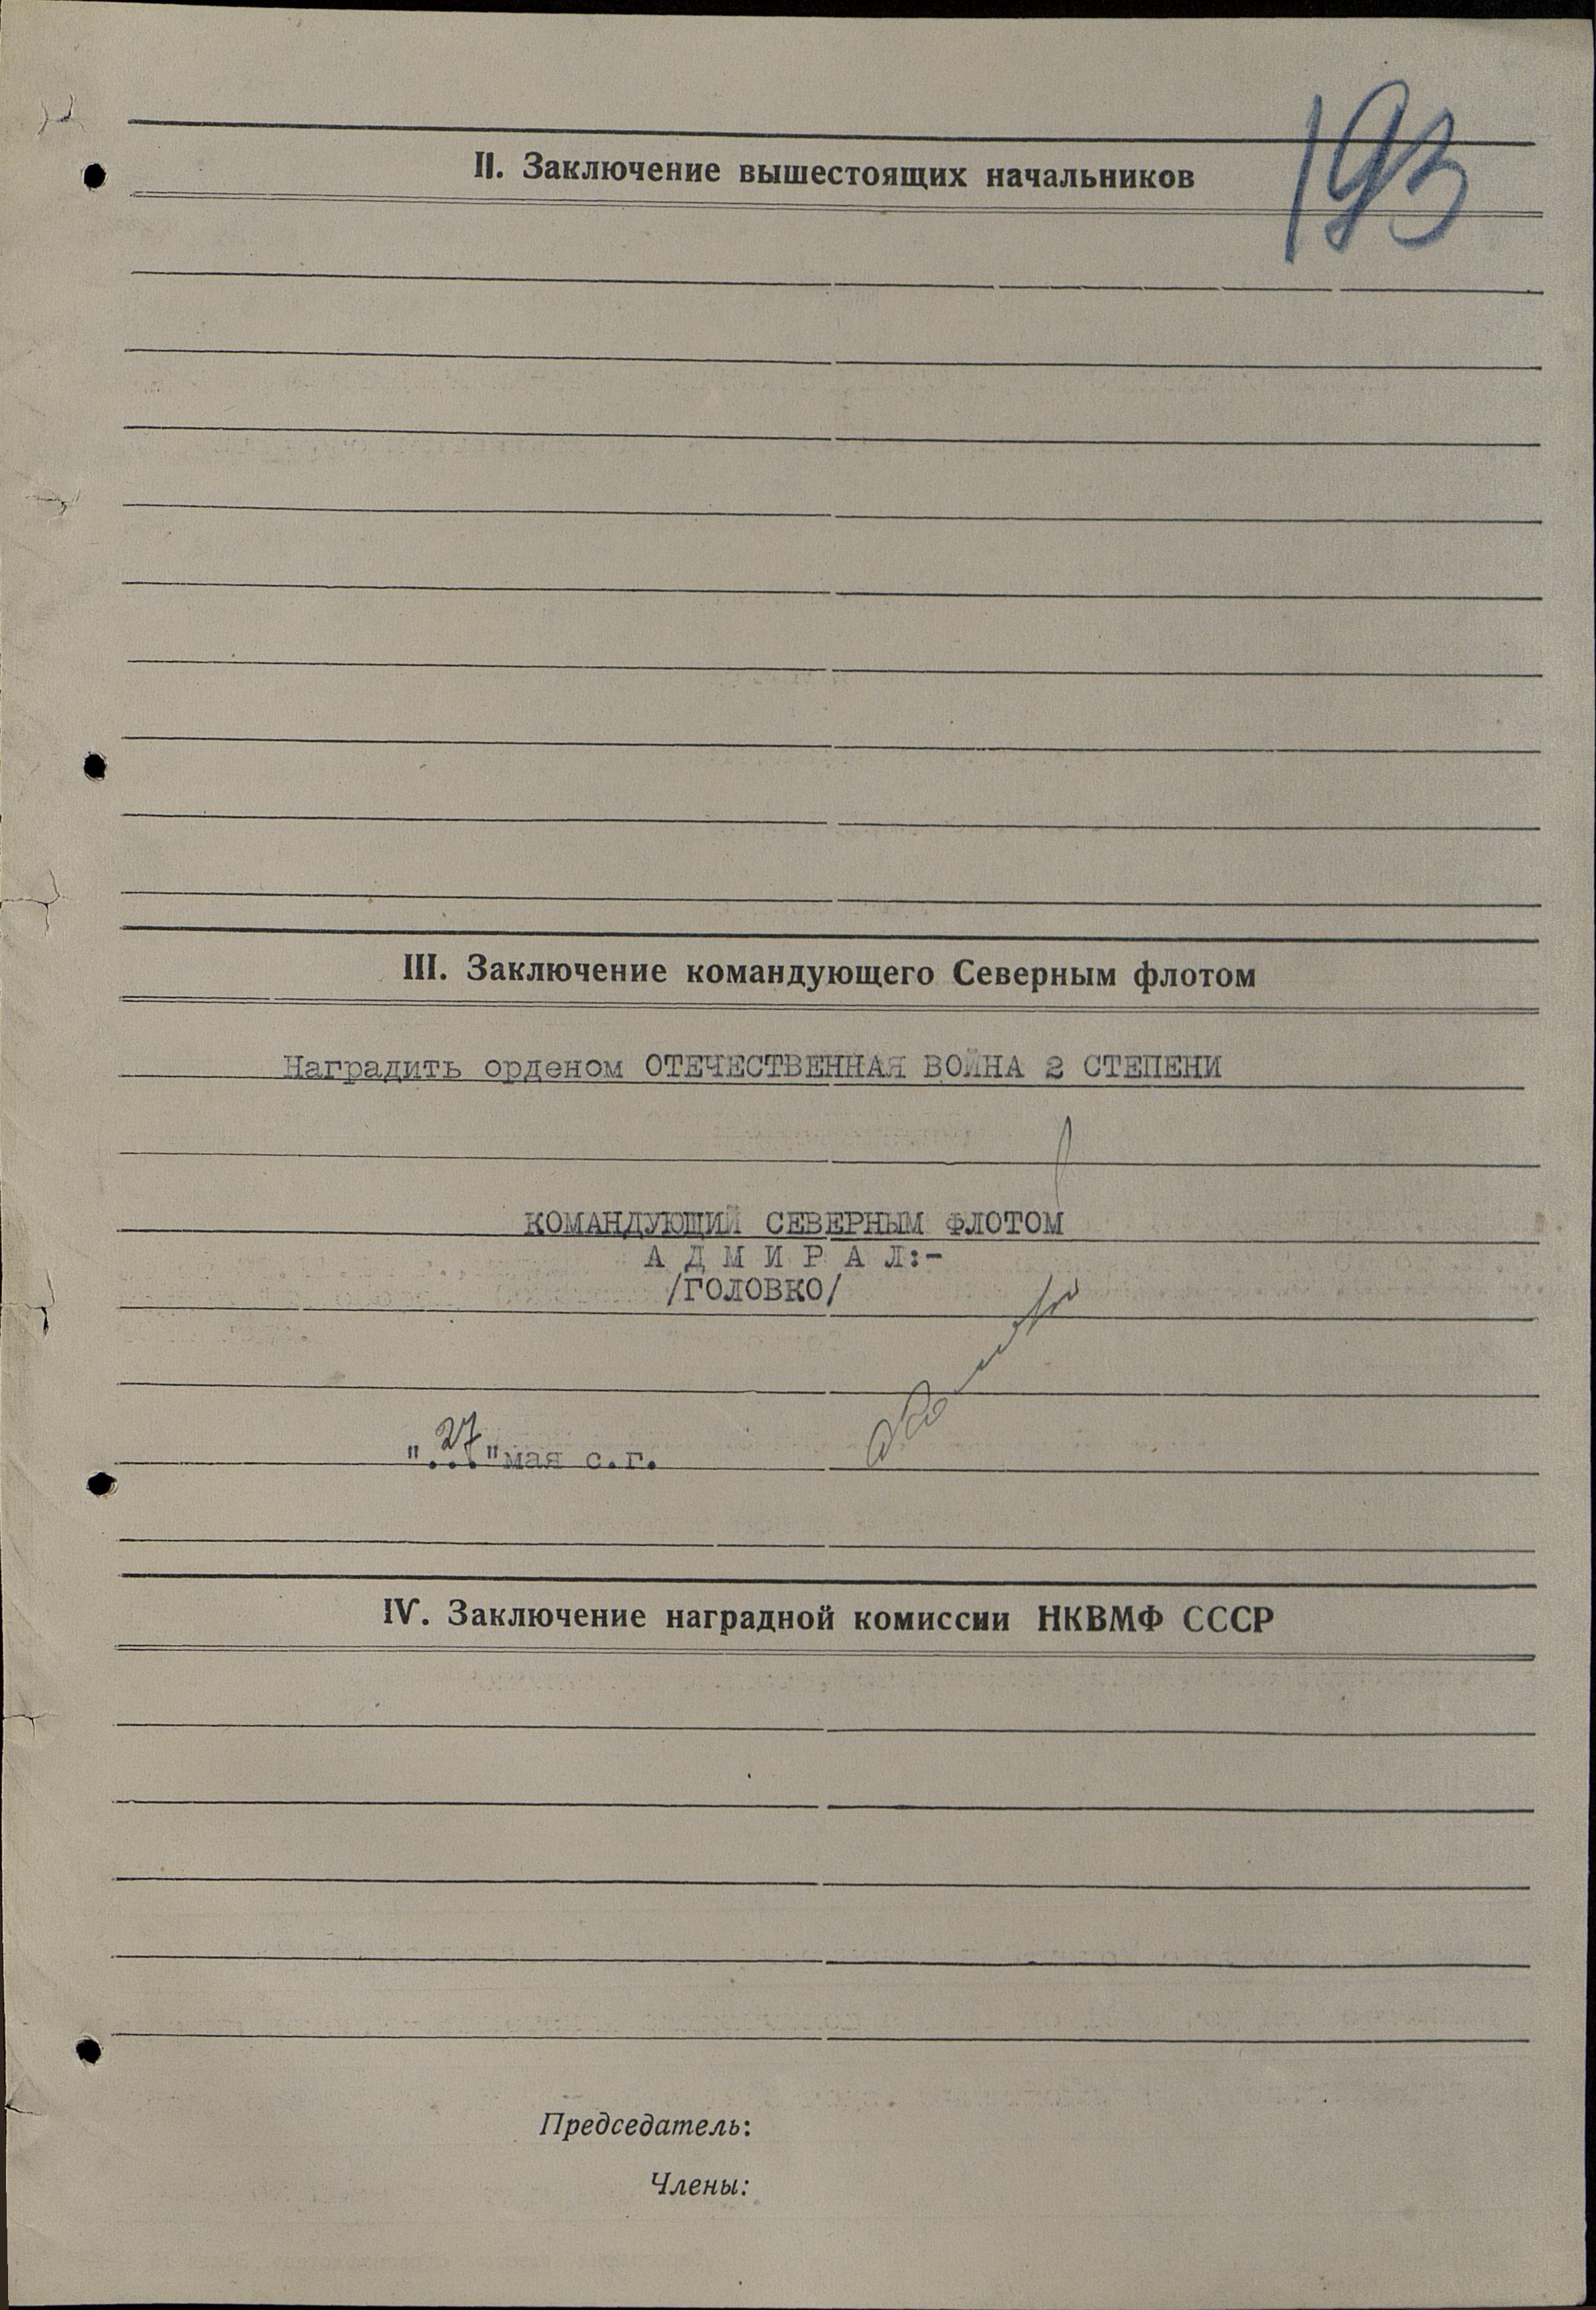 193
II. Заключение вышестоящих начальников
III. Заключение командующего Северным флотом
Наградить орденом ОТЕЧЕСТВЕННАЯ ВОЙНА 2 СТЕПЕНИ
КОМАНДУЮЩИЙ СЕВЕРНЫМ ФЛОТОМ
А Д М И Р А Л:-
/ГОЛОВКО/
"27..."мая с.г.
IV. Заключение наградной комиссии НКВМФ СССР
Председатель:
Члены: